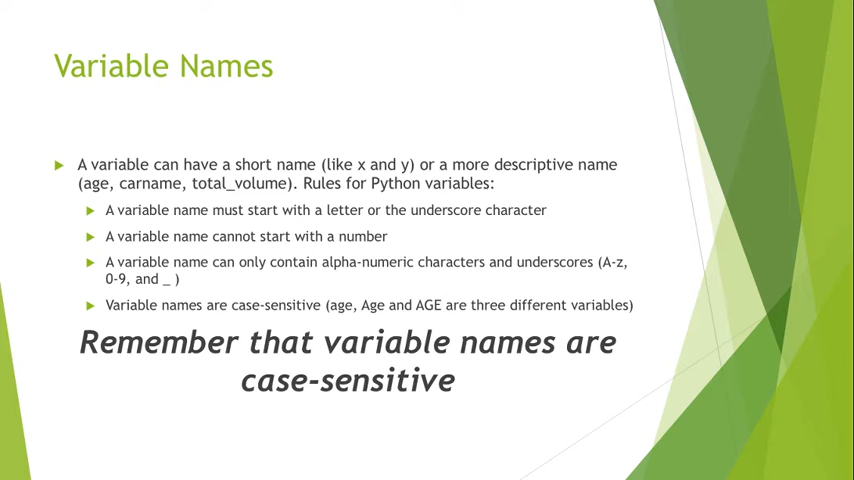 Variable Names
A variable can have a short name (like x and y) or a more descriptive name
(age, carname, total_volume). Rules for Python variables:
A variable name must start with a letter or the underscore character
A variable name cannot start with a number
A variable name can only contain alpha-numeric characters and underscores (A-z,
0-9, and _ )
Variable names are case-sensitive (age, Age and AGE are three different variables)
Remember that variable names are
case-sensitive